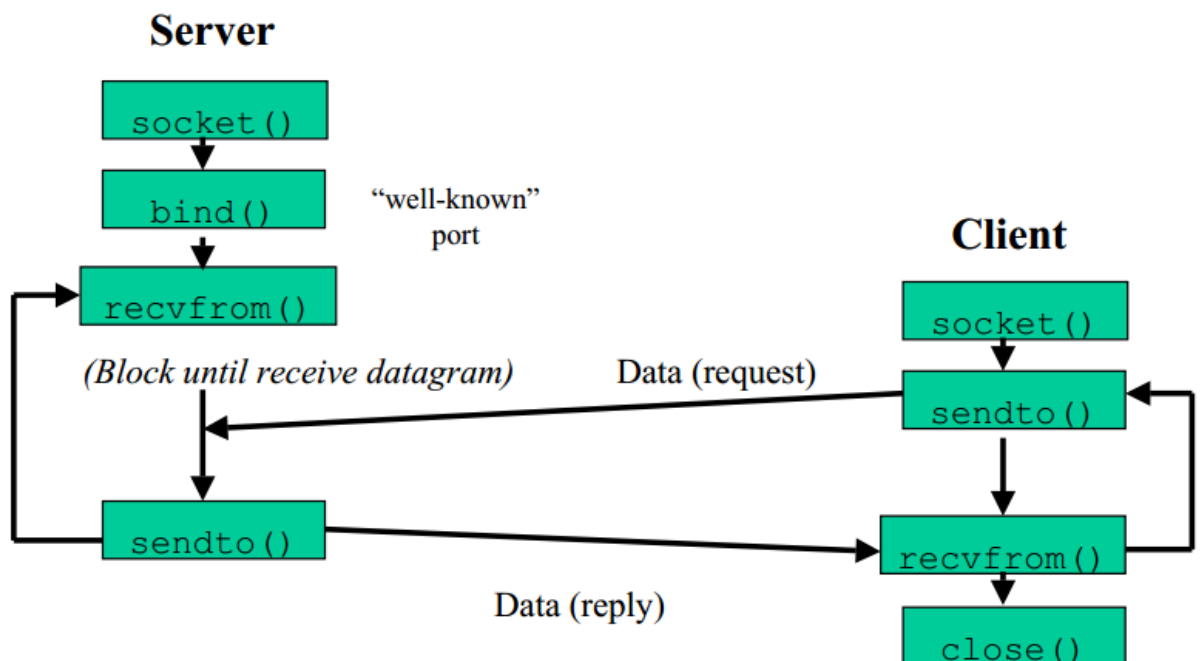 Server
socket()
bind()
“well-known”
port
recvfrom()
(Block until receive datagram)
sendto()
Client
socket()
Data (request)
sendto()
recvfrom()
Data (reply)
close()